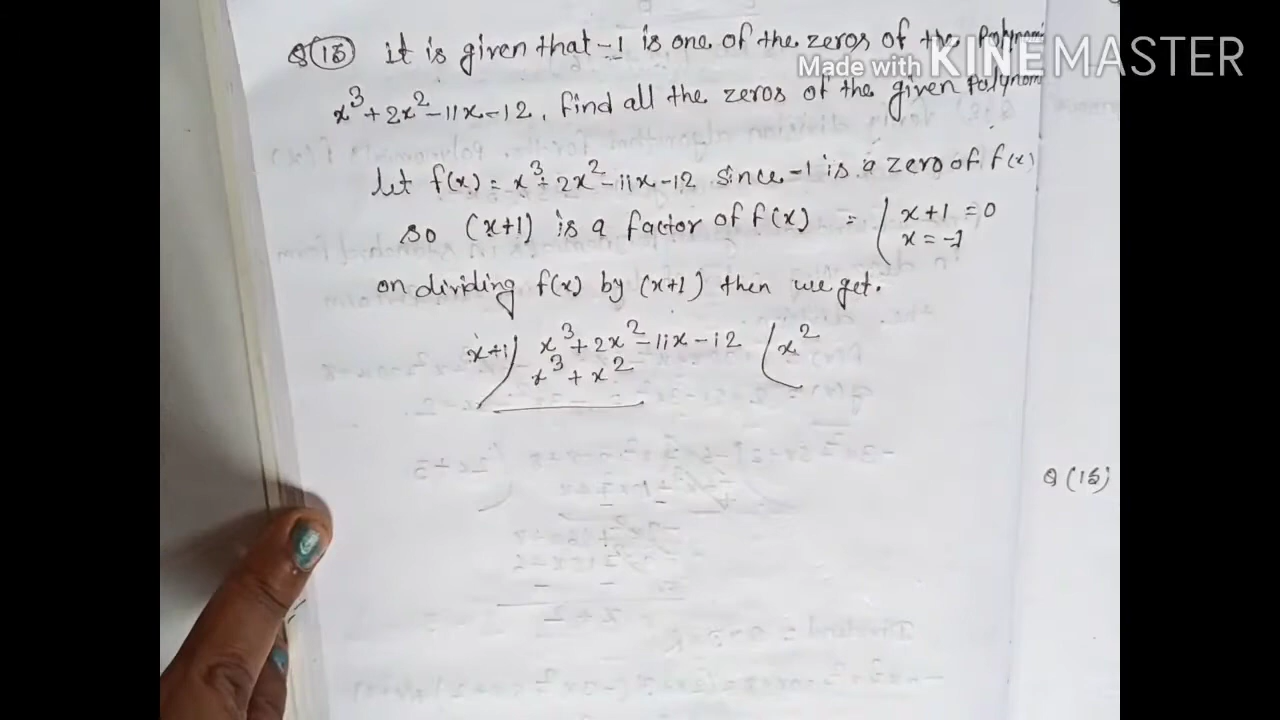 Q(15) it is given that -1 is one of the zeros of the Polynomi
x³+2x²-11x-12. find all the zeros of the given Polynom
Made with KINEMASTER
let f(x) = x³+2x²-11x-12 since -1 is a zero of f(x)
so (x+1) is a factor of f(x) = ( x+1 = 0
x = -1
on dividing f(x) by (x+1) then we get.
x+1) x³+2x²-11x-12 (x²
x³+x²
Q(15)